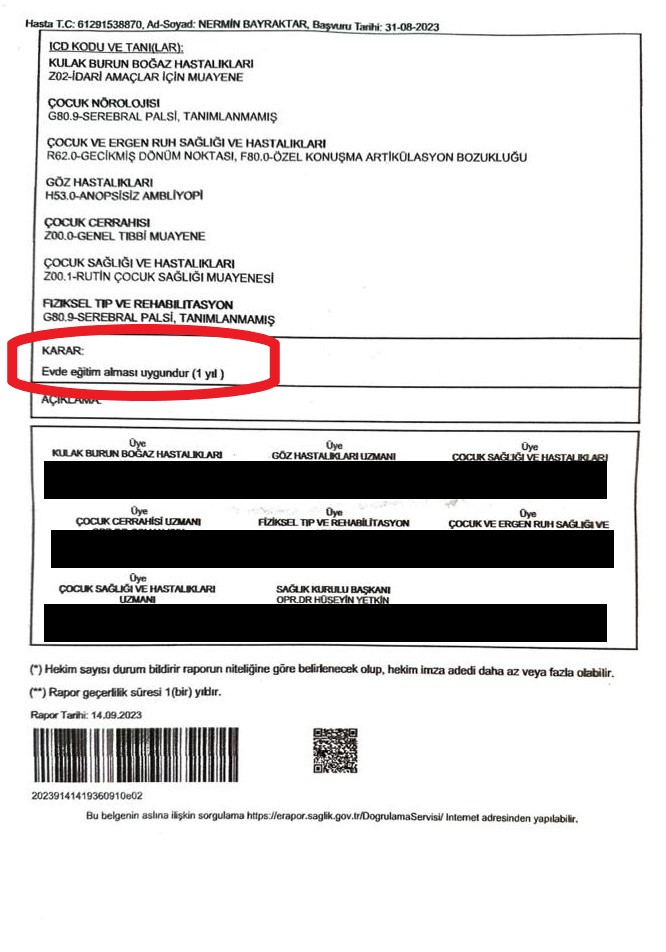 Hasta T.C: 61291538870, Ad-Soyad: NERMİN BAYRAKTAR, Başvuru Tarihi: 31-08-2023
ICD KODU VE TANI(LAR):
KULAK BURUN BOĞAZ HASTALIKLARI
Z02-İDARİ AMAÇLAR İÇİN MUAYENE
ÇOCUK NÖROLOJİSİ
G80.9-SEREBRAL PALSİ, TANIMLANMAMIŞ
ÇOCUK VE ERGEN RUH SAĞLIĞI VE HASTALIKLARI
R62.0-GECİKMİŞ DÖNÜM NOKTASI, F80.0-ÖZEL KONUŞMA ARTİKÜLASYON BOZUKLUĞU
GÖZ HASTALIKLARI
H53.0-ANOPSİSİZ AMBLİYOPİ
ÇOCUK CERRAHISI
Z00.0-GENEL TIBBİ MUAYENE
ÇOCUK SAĞLIĞI VE HASTALIKLARI
Z00.1-RUTİN ÇOCUK SAĞLIĞI MUAYENESİ
FİZİKSEL TIP VE REHABİLİTASYON
G80.9-SEREBRAL PALSİ, TANIMLANMAMIŞ
KARAR:
Evde eğitim alması uygundur (1 yıl )
AÇIKLAMA:
Üye Üye Üye
KULAK BURUN BOĞAZ HASTALIKLARI GÖZ HASTALIKLARI UZMANI ÇOCUK SAĞLIĞI VE HASTALIKLARI
Üye Üye Üye
ÇOCUK CERRAHİSİ UZMANI FİZİKSEL TIP VE REHABİLİTASYON ÇOCUK VE ERGEN RUH SAĞLIĞI VE
Üye
ÇOCUK SAĞLIĞI VE HASTALIKLARI SAĞLIK KURULU BAŞKANI
UZMANI OPR.DR HÜSEYİN YETKİN
(*) Hekim sayısı durum bildirir raporun niteliğine göre belirlenecek olup, hekim imza adedi daha az veya fazla olabilir.
(**) Rapor geçerlilik süresi 1(bir) yıldır.
Rapor Tarihi: 14.09.2023
20239141419360910e02
Bu belgenin aslına ilişkin sorgulama https://erapor.saglik.gov.tr/DogrulamaServisi/ Internet adresinden yapılabilir.